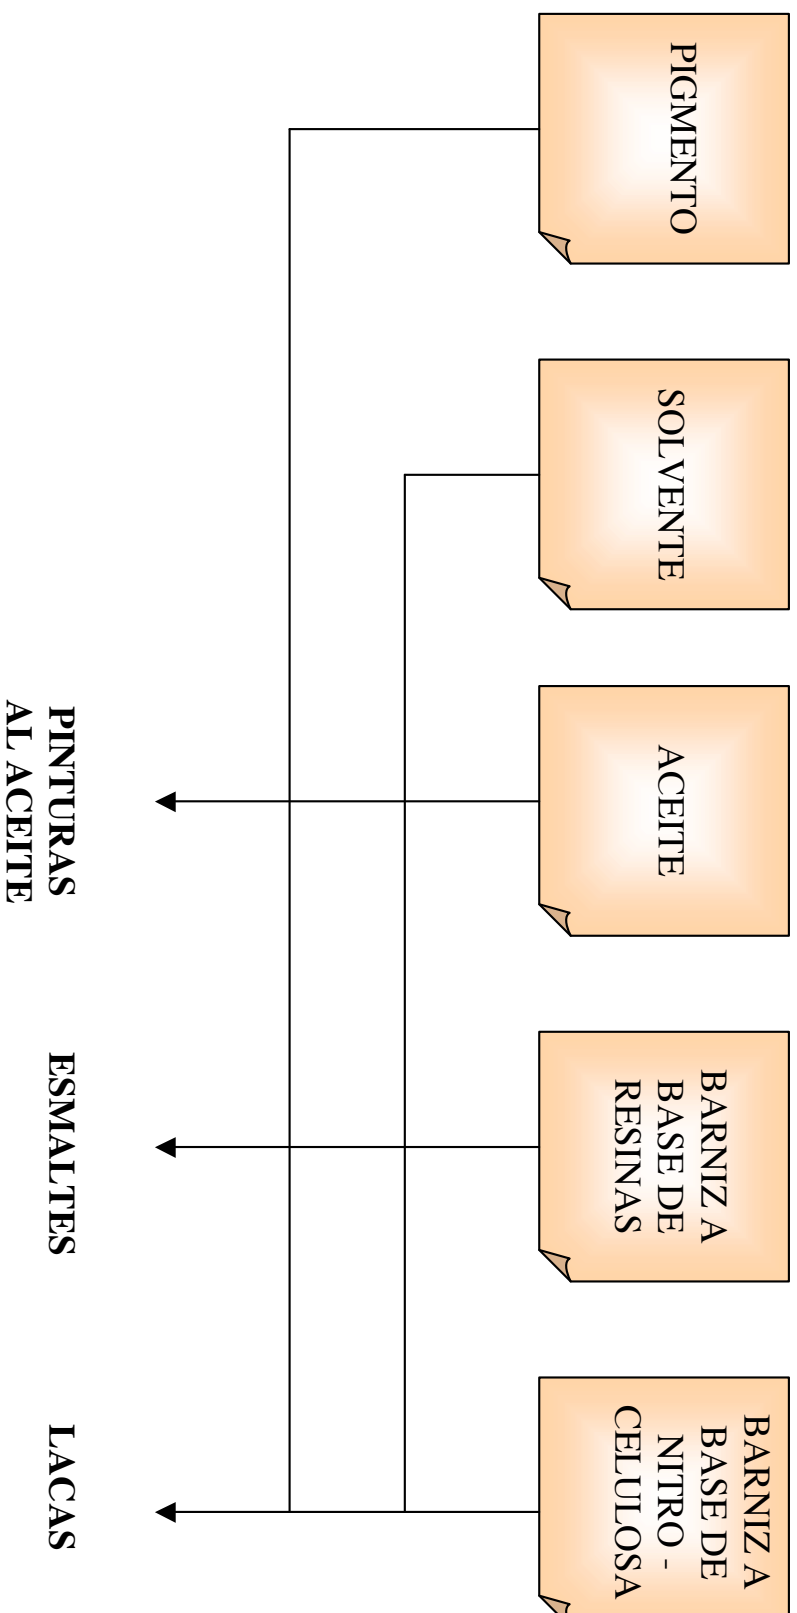 PIGMENTO
SOLVENTE
ACEITE
BARNIZ A
BASE DE
RESINAS
BARNIZ A
BASE DE
NITRO -
CELULOSA
PINTURAS
AL ACEITE
ESMALTES
LACAS